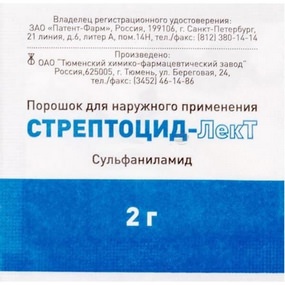 Владелец регистрационного удостоверения:
ЗАО «Патент-Фарм», Россия, 199106, г. Санкт-Петербург,
21 линия, д.6, литер А, пом.14Н, тел./факс: (812) 380-14-14
ОАО "Тюменский химико-фармацевтический завод"
Россия,625005, г. Тюмень, ул. Береговая, 24,
тел./факс: (3452) 46-14-86
Порошок для наружного применения
СТРЕПТОЦИД-ЛекТ
Сульфаниламид
2 г